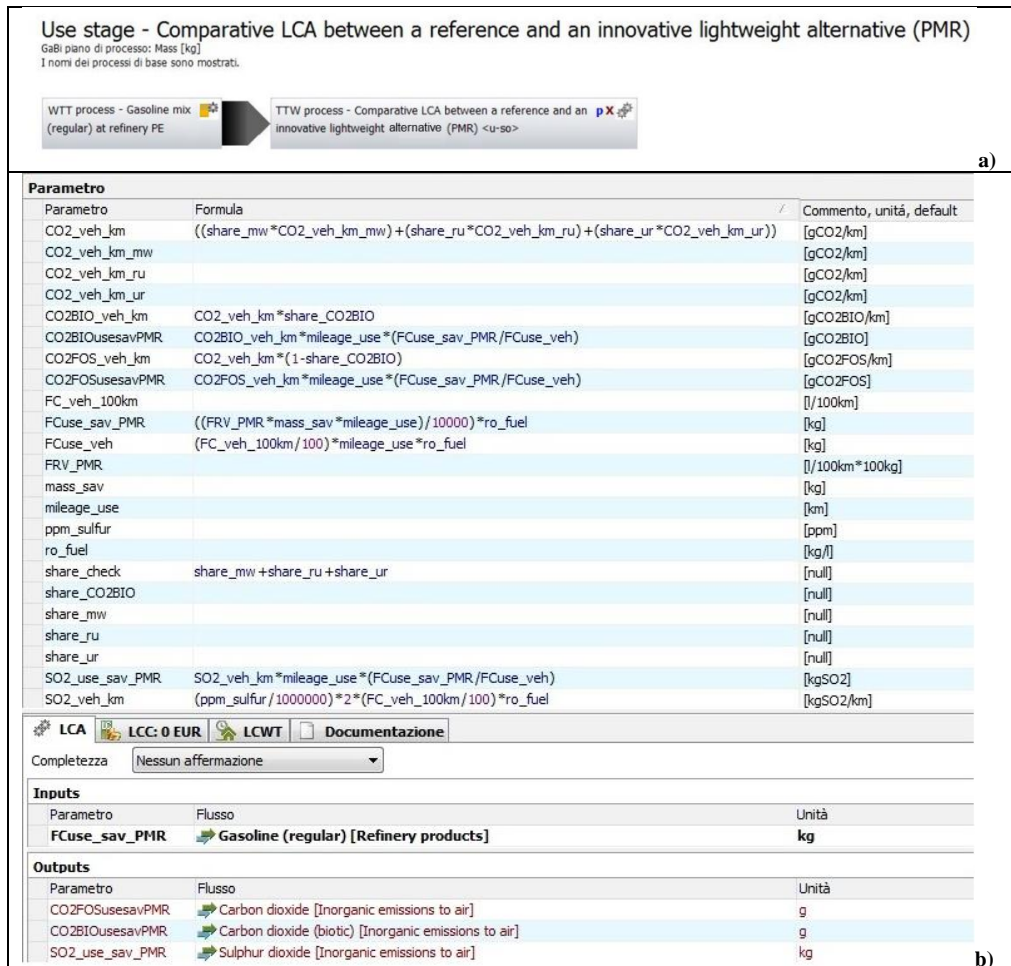 Use stage - Comparative LCA between a reference and an innovative lightweight alternative (PMR)
GaBi piano di processo: Mass [kg]
I nomi dei processi di base sono mostrati.
WTT process - Gasoline mix
(regular) at refinery PE
TTW process - Comparative LCA between a reference and an p X
innovative lightweight alternative (PMR) <u-so>
a)
Parametro
Parametro Formula Commento, unitá, default
CO2_veh_km ((share_mw*CO2_veh_km_mw)+(share_ru*CO2_veh_km_ru)+(share_ur*CO2_veh_km_ur)) [gCO2/km]
CO2_veh_km_mw [gCO2/km]
CO2_veh_km_ru [gCO2/km]
CO2_veh_km_ur [gCO2/km]
CO2BIO_veh_km CO2_veh_km*share_CO2BIO [gCO2BIO/km]
CO2BIOusesavPMR CO2BIO_veh_km*mileage_use*(FCuse_sav_PMR/FCuse_veh) [gCO2BIO]
CO2FOS_veh_km CO2_veh_km*(1-share_CO2BIO) [gCO2FOS/km]
CO2FOSusesavPMR CO2FOS_veh_km*mileage_use*(FCuse_sav_PMR/FCuse_veh) [gCO2FOS]
FC_veh_100km [l/100km]
FCuse_sav_PMR ((FRV_PMR*mass_sav*mileage_use)/10000)*ro_fuel [kg]
FCuse_veh (FC_veh_100km/100)*mileage_use*ro_fuel [kg]
FRV_PMR [l/100km*100kg]
mass_sav [kg]
mileage_use [km]
ppm_sulfur [ppm]
ro_fuel [kg/l]
share_check share_mw+share_ru+share_ur [null]
share_CO2BIO [null]
share_mw [null]
share_ru [null]
share_ur [null]
SO2_use_sav_PMR SO2_veh_km*mileage_use*(FCuse_sav_PMR/FCuse_veh) [kgSO2]
SO2_veh_km (ppm_sulfur/1000000)*2*(FC_veh_100km/100)*ro_fuel [kgSO2/km]
LCA LCC: 0 EUR LCWT Documentazione
Completezza Nessun affermazione
Inputs
Parametro Flusso Unità
FCuse_sav_PMR Gasoline (regular) [Refinery products] kg
Outputs
Parametro Flusso Unità
CO2FOSusesavPMR Carbon dioxide [Inorganic emissions to air] g
CO2BIOusesavPMR Carbon dioxide (biotic) [Inorganic emissions to air] g
SO2_use_sav_PMR Sulphur dioxide [Inorganic emissions to air] kg
b)